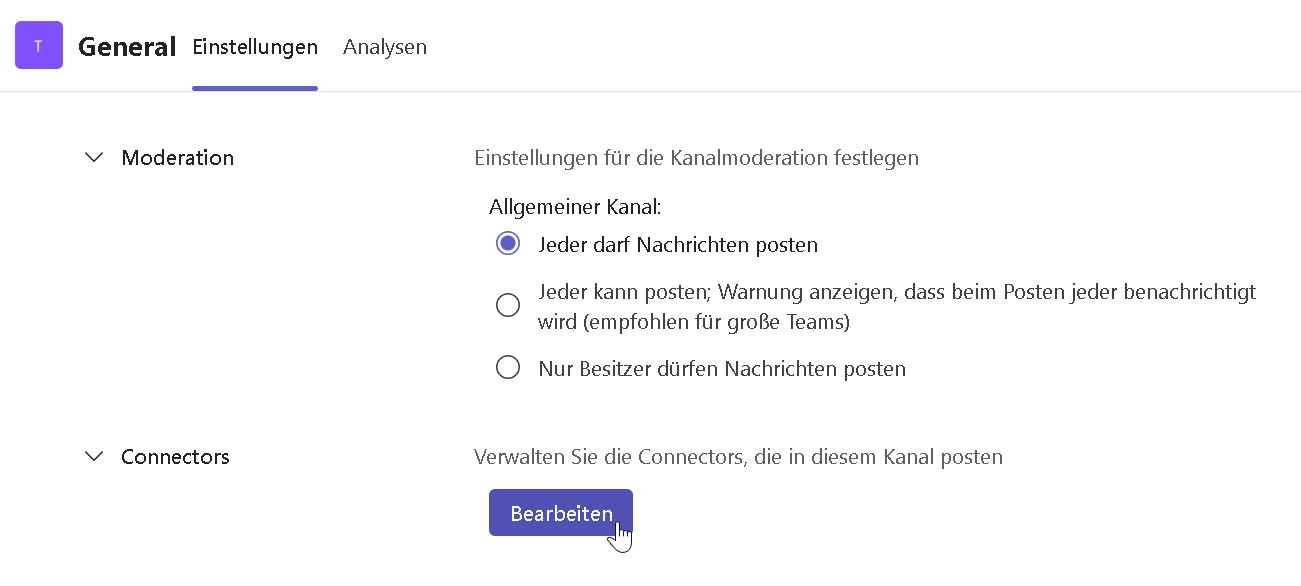 T
General Einstellungen Analysen
Moderation Einstellungen für die Kanalmoderation festlegen
Allgemeiner Kanal:
Jeder darf Nachrichten posten
Jeder kann posten; Warnung anzeigen, dass beim Posten jeder benachrichtigt
wird (empfohlen für große Teams)
Nur Besitzer dürfen Nachrichten posten
Connectors Verwalten Sie die Connectors, die in diesem Kanal posten
Bearbeiten